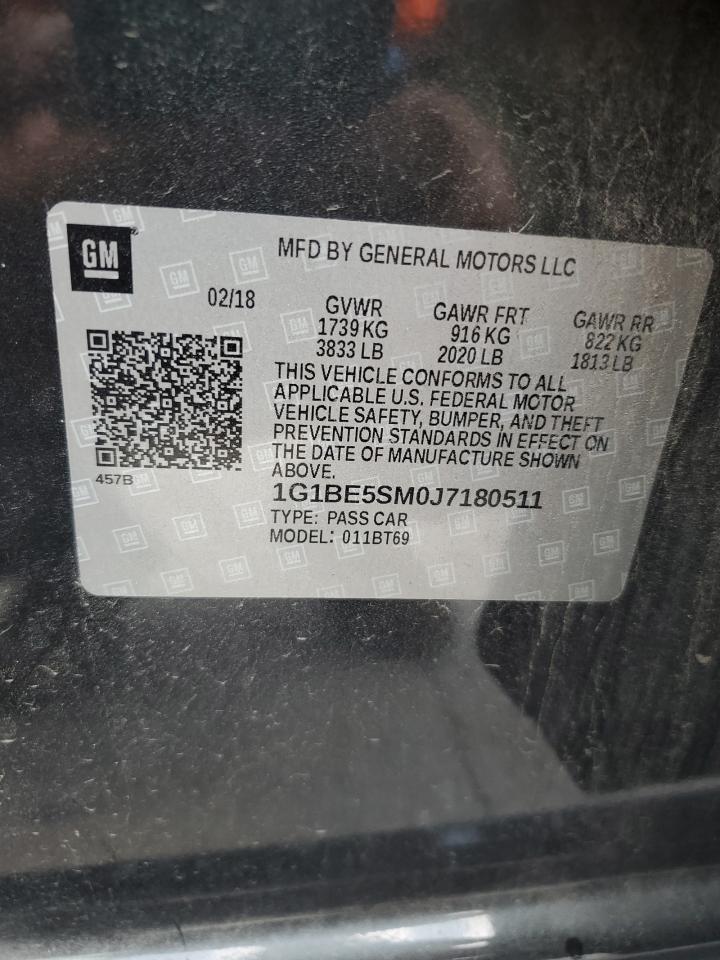 GM
MFD BY GENERAL MOTORS LLC
02/18
GVWR GAWR FRT GAWR RR
1739 KG 916 KG 822 KG
3833 LB 2020 LB 1813 LB
THIS VEHICLE CONFORMS TO ALL
APPLICABLE U.S. FEDERAL MOTOR
VEHICLE SAFETY, BUMPER, AND THEFT
PREVENTION STANDARDS IN EFFECT ON
THE DATE OF MANUFACTURE SHOWN
ABOVE.
457B
1G1BE5SM0J7180511
TYPE: PASS CAR
MODEL: 011BT69